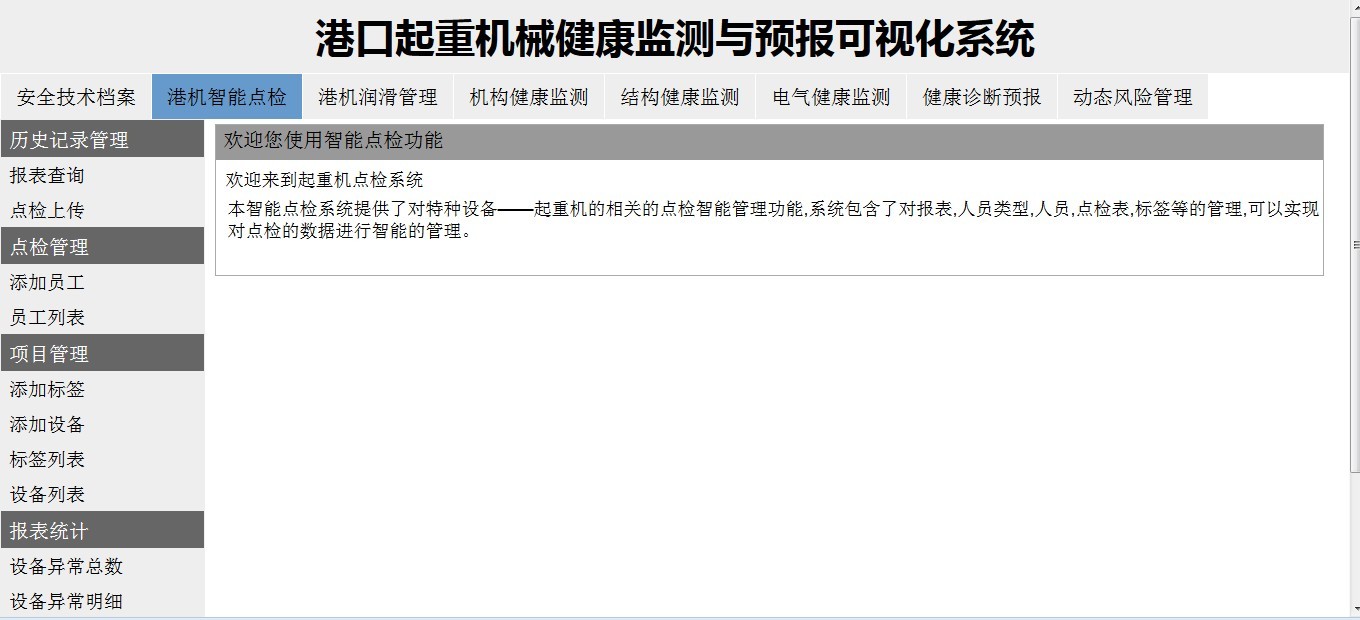 港口起重机械健康监测与预报可视化系统
安全技术档案 港机智能点检 港机润滑管理 机构健康监测 结构健康监测 电气健康监测 健康诊断预报 动态风险管理
历史记录管理
报表查询
点检上传
点检管理
添加员工
员工列表
项目管理
添加标签
添加设备
标签列表
设备列表
报表统计
设备异常总数
设备异常明细
欢迎您使用智能点检功能
欢迎来到起重机点检系统
本智能点检系统提供了对特种设备——起重机的相关的点检智能管理功能,系统包含了对报表,人员类型,人员,点检表,标签等的管理,可以实现
对点检的数据进行智能的管理。